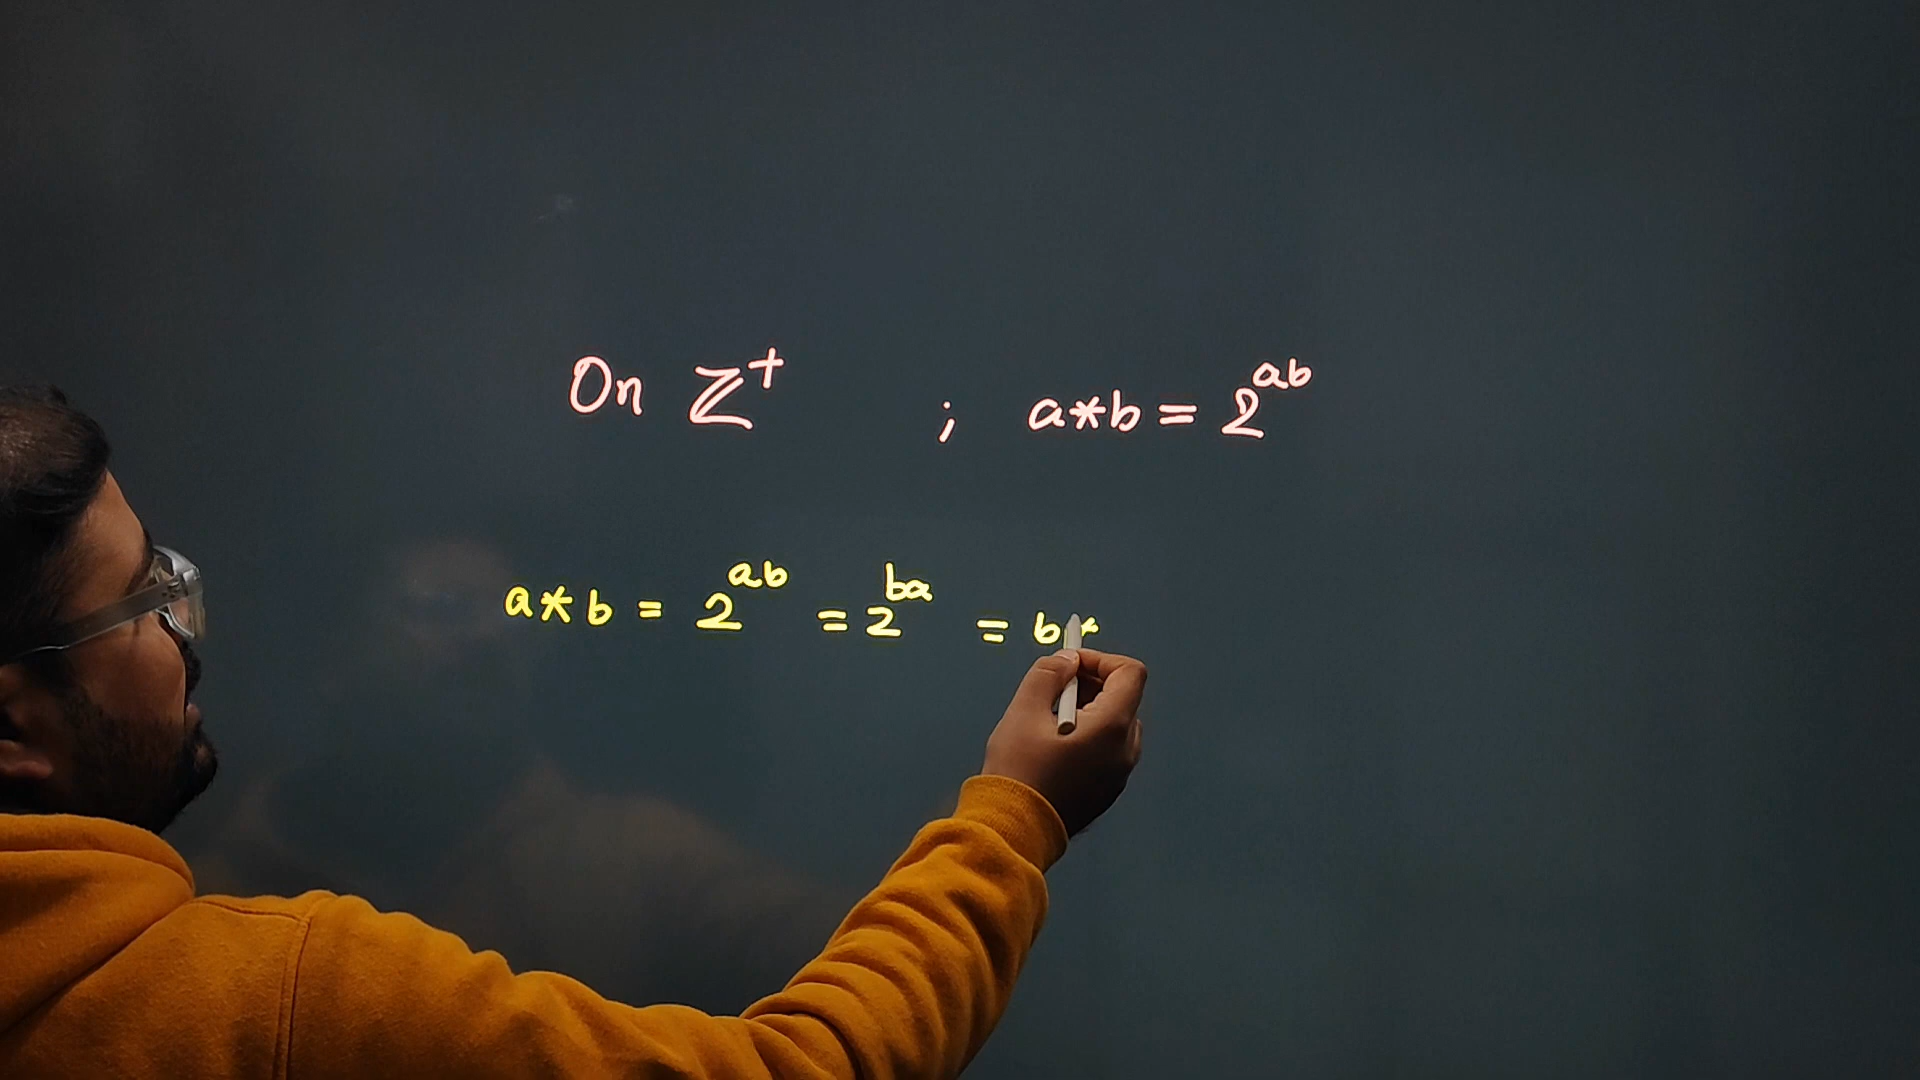 On ℤ⁺ ; a*b = 2^{ab}
a*b = 2^{ab} = 2^{ba} = b*